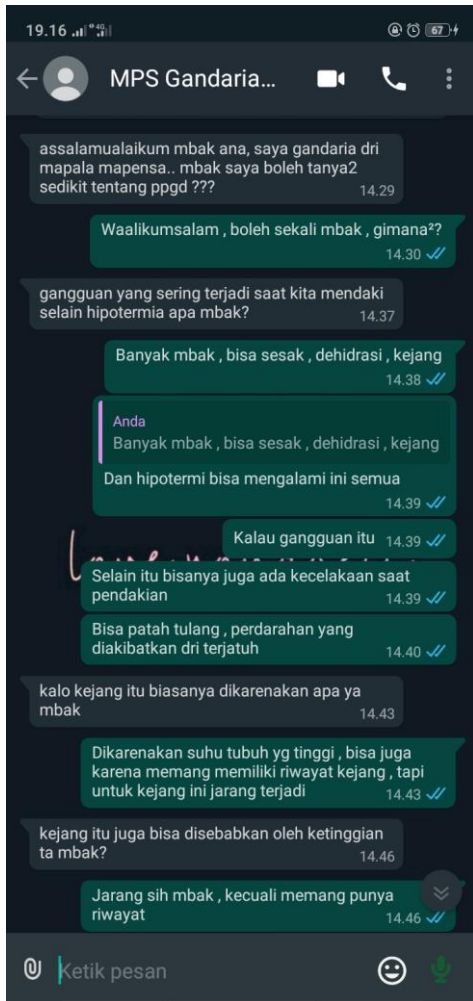 19.16
4G
67
MPS Gandaria...
assalamualaikum mbak ana, saya gandaria dri
mapala mapensa.. mbak saya boleh tanya2
sedikit tentang ppgd ???
14.29
Waalikumsalam , boleh sekali mbak , gimana²?
14.30
gangguan yang sering terjadi saat kita mendaki
selain hipotermia apa mbak?
14.37
Banyak mbak , bisa sesak , dehidrasi , kejang
14.38
Anda
Banyak mbak , bisa sesak , dehidrasi , kejang
Dan hipotermi bisa mengalami ini semua
14.39
Kalau gangguan itu 14.39
Selain itu bisanya juga ada kecelakaan saat
pendakian
14.39
Bisa patah tulang , perdarahan yang
diakibatkan dri terjatuh
14.40
kalo kejang itu biasanya dikarenakan apa ya
mbak
14.43
Dikarenakan suhu tubuh yg tinggi , bisa juga
karena memang memiliki riwayat kejang , tapi
untuk kejang ini jarang terjadi
14.43
kejang itu juga bisa disebabkan oleh ketinggian
ta mbak?
14.46
Jarang sih mbak , kecuali memang punya
riwayat
14.46
Ketik pesan